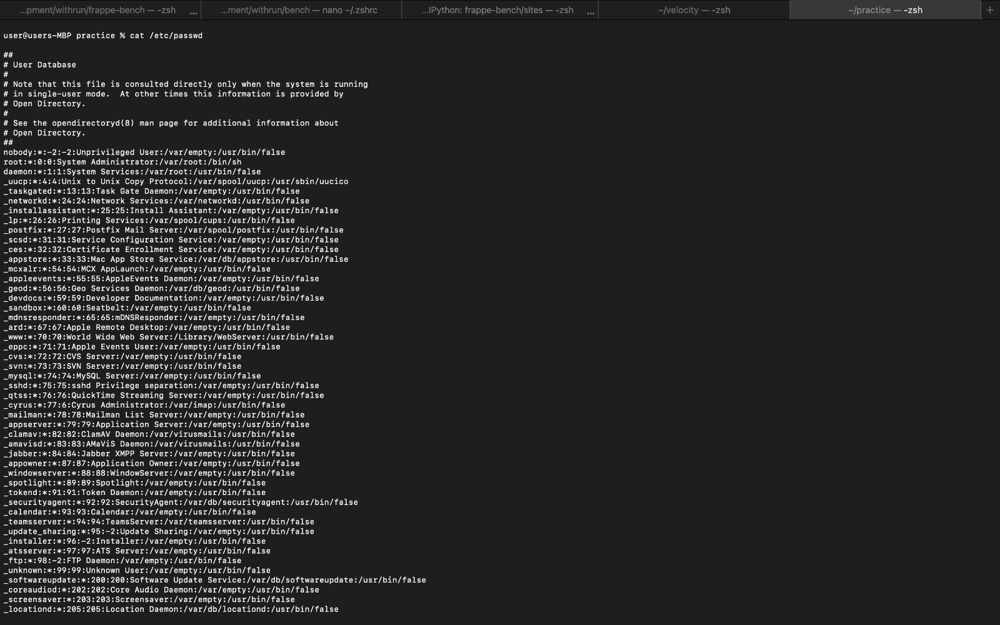 ...pment/withrun/frappe-bench — -zsh ...
...ment/withrun/bench — nano ~/.zshrc
...IPython: frappe-bench/sites — -zsh ...
~/velocity — -zsh
~/practice — -zsh
+
user@users-MBP practice % cat /etc/passwd
##
# User Database
#
# Note that this file is consulted directly only when the system is running
# in single-user mode.  At other times this information is provided by
# Open Directory.
#
# See the opendirectoryd(8) man page for additional information about
# Open Directory.
##
nobody:*:-2:-2:Unprivileged User:/var/empty:/usr/bin/false
root:*:0:0:System Administrator:/var/root:/bin/sh
daemon:*:1:1:System Services:/var/root:/usr/bin/false
_uucp:*:4:4:Unix to Unix Copy Protocol:/var/spool/uucp:/usr/sbin/uucico
_taskgated:*:13:13:Task Gate Daemon:/var/empty:/usr/bin/false
_networkd:*:24:24:Network Services:/var/networkd:/usr/bin/false
_installassistant:*:25:25:Install Assistant:/var/empty:/usr/bin/false
_lp:*:26:26:Printing Services:/var/spool/cups:/usr/bin/false
_postfix:*:27:27:Postfix Mail Server:/var/spool/postfix:/usr/bin/false
_scsd:*:31:31:Service Configuration Service:/var/empty:/usr/bin/false
_ces:*:32:32:Certificate Enrollment Service:/var/empty:/usr/bin/false
_appstore:*:33:33:Mac App Store Service:/var/db/appstore:/usr/bin/false
_mcxalr:*:54:54:MCX AppLaunch:/var/empty:/usr/bin/false
_appleevents:*:55:55:AppleEvents Daemon:/var/empty:/usr/bin/false
_geod:*:56:56:Geo Services Daemon:/var/db/geod:/usr/bin/false
_devdocs:*:59:59:Developer Documentation:/var/empty:/usr/bin/false
_sandbox:*:60:60:Seatbelt:/var/empty:/usr/bin/false
_mdnsresponder:*:65:65:mDNSResponder:/var/empty:/usr/bin/false
_ard:*:67:67:Apple Remote Desktop:/var/empty:/usr/bin/false
_www:*:70:70:World Wide Web Server:/Library/WebServer:/usr/bin/false
_eppc:*:71:71:Apple Events User:/var/empty:/usr/bin/false
_cvs:*:72:72:CVS Server:/var/empty:/usr/bin/false
_svn:*:73:73:SVN Server:/var/empty:/usr/bin/false
_mysql:*:74:74:MySQL Server:/var/empty:/usr/bin/false
_sshd:*:75:75:sshd Privilege separation:/var/empty:/usr/bin/false
_qtss:*:76:76:QuickTime Streaming Server:/var/empty:/usr/bin/false
_cyrus:*:77:6:Cyrus Administrator:/var/imap:/usr/bin/false
_mailman:*:78:78:Mailman List Server:/var/empty:/usr/bin/false
_appserver:*:79:79:Application Server:/var/empty:/usr/bin/false
_clamav:*:82:82:ClamAV Daemon:/var/virusmails:/usr/bin/false
_amavisd:*:83:83:AMaViS Daemon:/var/virusmails:/usr/bin/false
_jabber:*:84:84:Jabber XMPP Server:/var/empty:/usr/bin/false
_appowner:*:87:87:Application Owner:/var/empty:/usr/bin/false
_windowserver:*:88:88:WindowServer:/var/empty:/usr/bin/false
_spotlight:*:89:89:Spotlight:/var/empty:/usr/bin/false
_tokend:*:91:91:Token Daemon:/var/empty:/usr/bin/false
_securityagent:*:92:92:SecurityAgent:/var/db/securityagent:/usr/bin/false
_calendar:*:93:93:Calendar:/var/empty:/usr/bin/false
_teamsserver:*:94:94:TeamsServer:/var/teamsserver:/usr/bin/false
_update_sharing:*:95:-2:Update Sharing:/var/empty:/usr/bin/false
_installer:*:96:-2:Installer:/var/empty:/usr/bin/false
_atsserver:*:97:97:ATS Server:/var/empty:/usr/bin/false
_ftp:*:98:-2:FTP Daemon:/var/empty:/usr/bin/false
_unknown:*:99:99:Unknown User:/var/empty:/usr/bin/false
_softwareupdate:*:200:200:Software Update Service:/var/db/softwareupdate:/usr/bin/false
_coreaudiod:*:202:202:Core Audio Daemon:/var/empty:/usr/bin/false
_screensaver:*:203:203:Screensaver:/var/empty:/usr/bin/false
_locationd:*:205:205:Location Daemon:/var/db/locationd:/usr/bin/false